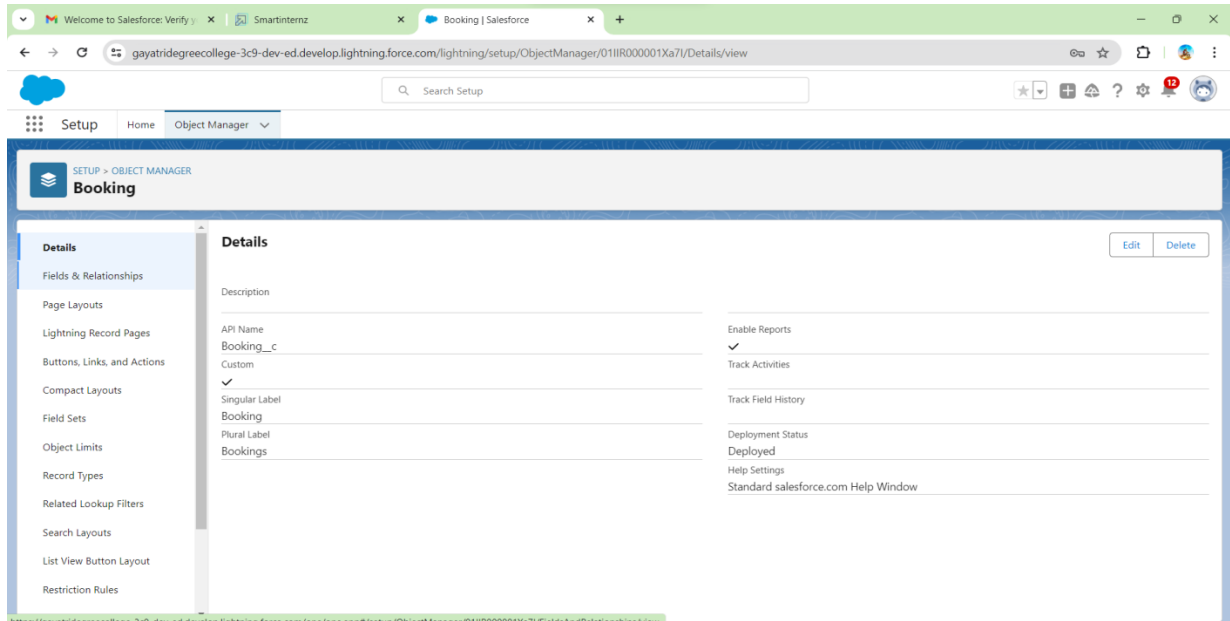 Welcome to Salesforce: Verify y
Smartinternz
Booking | Salesforce
gayatridegreecollege-3c9-dev-ed.develop.lightning.force.com/lightning/setup/ObjectManager/01IIR000001Xa7I/Details/view
Search Setup
12
Setup
Home
Object Manager
SETUP > OBJECT MANAGER
Booking
Details
Fields & Relationships
Page Layouts
Lightning Record Pages
Buttons, Links, and Actions
Compact Layouts
Field Sets
Object Limits
Record Types
Related Lookup Filters
Search Layouts
List View Button Layout
Restriction Rules
Details
Edit
Delete
Description
API Name
Booking__c
Custom
Singular Label
Booking
Plural Label
Bookings
Enable Reports
Track Activities
Track Field History
Deployment Status
Deployed
Help Settings
Standard salesforce.com Help Window